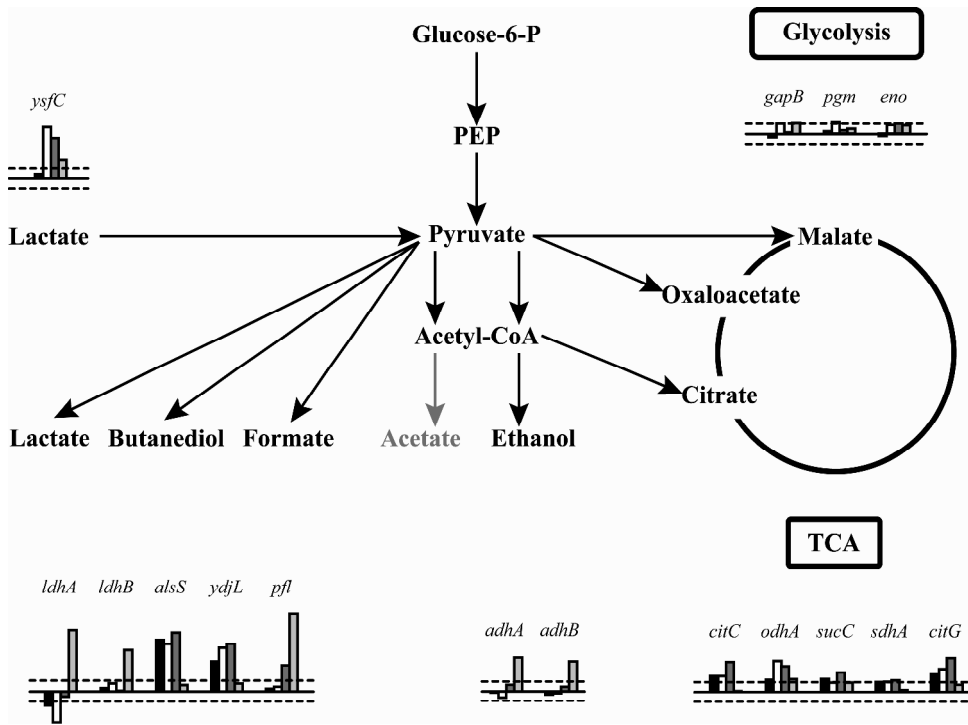 Glucose-6-P
Glycolysis
ysfC
gapB pgm eno
PEP
Lactate
Pyruvate
Malate
Oxaloacetate
Acetyl-CoA
Citrate
Lactate Butanediol Formate Acetate Ethanol
TCA
ldhA ldhB alsS ydjL pfl
adhA adhB
citC odhA sucC sdhA citG